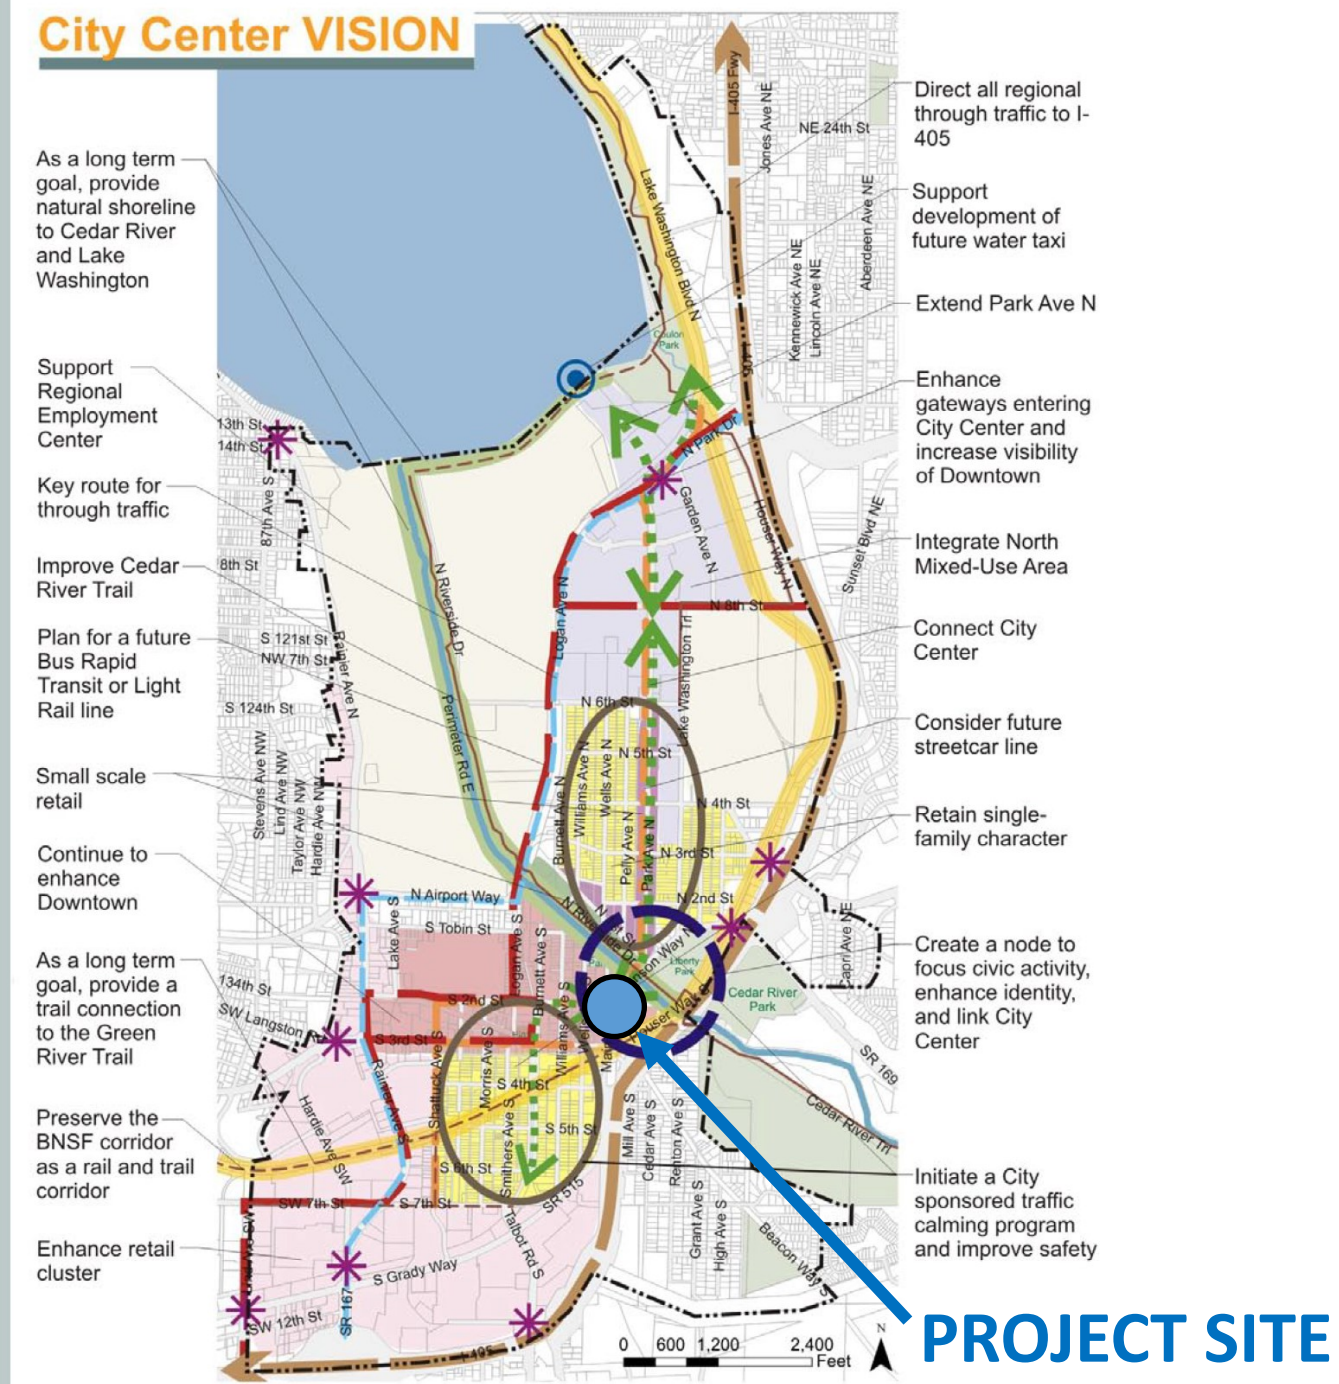 City Center VISION
As a long term
goal, provide
natural shoreline
to Cedar River
and Lake
Washington
Support
Regional
Employment
Center
Key route for
through traffic
Improve Cedar
River Trail
Plan for a future
Bus Rapid
Transit or Light
Rail line
Small scale
retail
Continue to
enhance
Downtown
As a long term
goal, provide a
trail connection
to the Green
River Trail
Preserve the
BNSF corridor
as a rail and trail
corridor
Enhance retail
cluster
Direct all regional
through traffic to I-
405
Support
development of
future water taxi
Extend Park Ave N
Enhance
gateways entering
City Center and
increase visibility
of Downtown
Integrate North
Mixed-Use Area
Connect City
Center
Consider future
streetcar line
Retain single-
family character
Create a node to
focus civic activity,
enhance identity,
and link City
Center
Initiate a City
sponsored traffic
calming program
and improve safety
PROJECT SITE
I-405 Fwy
Jones Ave NE
NE 24th St
Lake Washington Blvd N
Kennewick Ave NE
Lincoln Ave NE
Aberdeen Ave NE
Coulon
Park
I-405
N Park Dr
Garden Ave N
Houser Way N
Sunset Blvd NE
13th St
14th St
87th Ave S
8th St
S 121st St
NW 7th St
S 124th St
Rainier Ave N
N Riverside Dr
Perimeter Rd E
Logan Ave N
N 8th St
Lake Washington Trl
N 6th St
N 5th St
N 4th St
N 3rd St
N 2nd St
Stevens Ave NW
Lind Ave NW
Taylor Ave NW
Hardie Ave NW
Burnett Ave N
Williams Ave N
Wells Ave N
Pelly Ave N
Park Ave N
N Airport Way
S Tobin St
Lake Ave S
Logan Ave S
Burnett Ave S
Williams Ave S
N Riverside Dr
Liberty
Park
Cedar River
Park
Capri Ave NE
134th St
SW Langston
S 2nd St
S 3rd St
Houser Way
SR 169
Cedar River Trl
Rainier Ave S
Shattuck Ave S
Morris Ave S
Smithers Ave S
S 4th St
S 5th St
S 6th St
S 7th St
SW 7th St
Hardie Ave SW
SR 515
Talbot Rd S
Mill Ave S
Cedar Ave S
Renton Ave S
Grant Ave S
High Ave S
Beacon Way S
S Grady Way
SR 167
SW 12th St
I-405
0 600 1,200 2,400
Feet
N